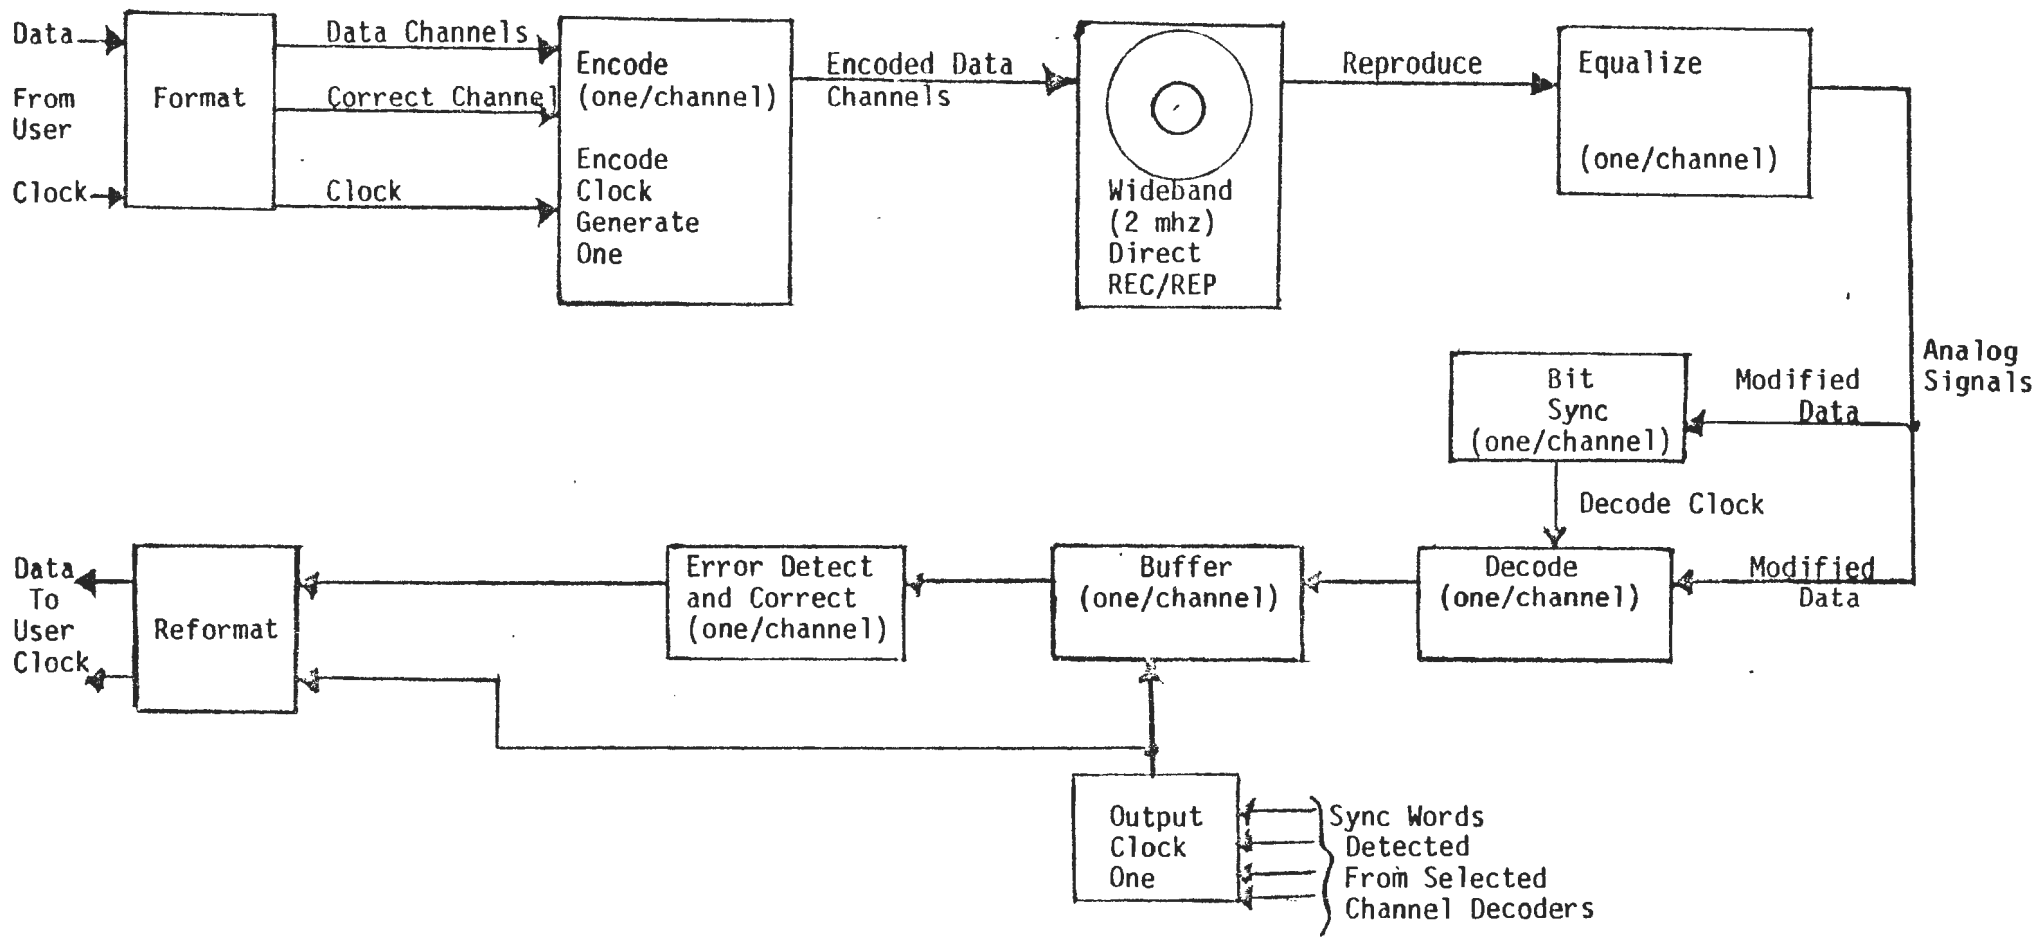 Data
From
User
Clock
Format
Data Channels
Correct Channel
Clock
Encode
(one/channel)
Encode
Clock
Generate
One
Encoded Data
Channels
Wideband
(2 mhz)
Direct
REC/REP
Reproduce
Equalize
(one/channel)
Analog
Signals
Modified
Data
Bit
Sync
(one/channel)
Decode Clock
Modified
Data
Decode
(one/channel)
Buffer
(one/channel)
Error Detect
and Correct
(one/channel)
Reformat
Data
To
User
Clock
Output
Clock
One
Sync Words
Detected
From Selected
Channel Decoders